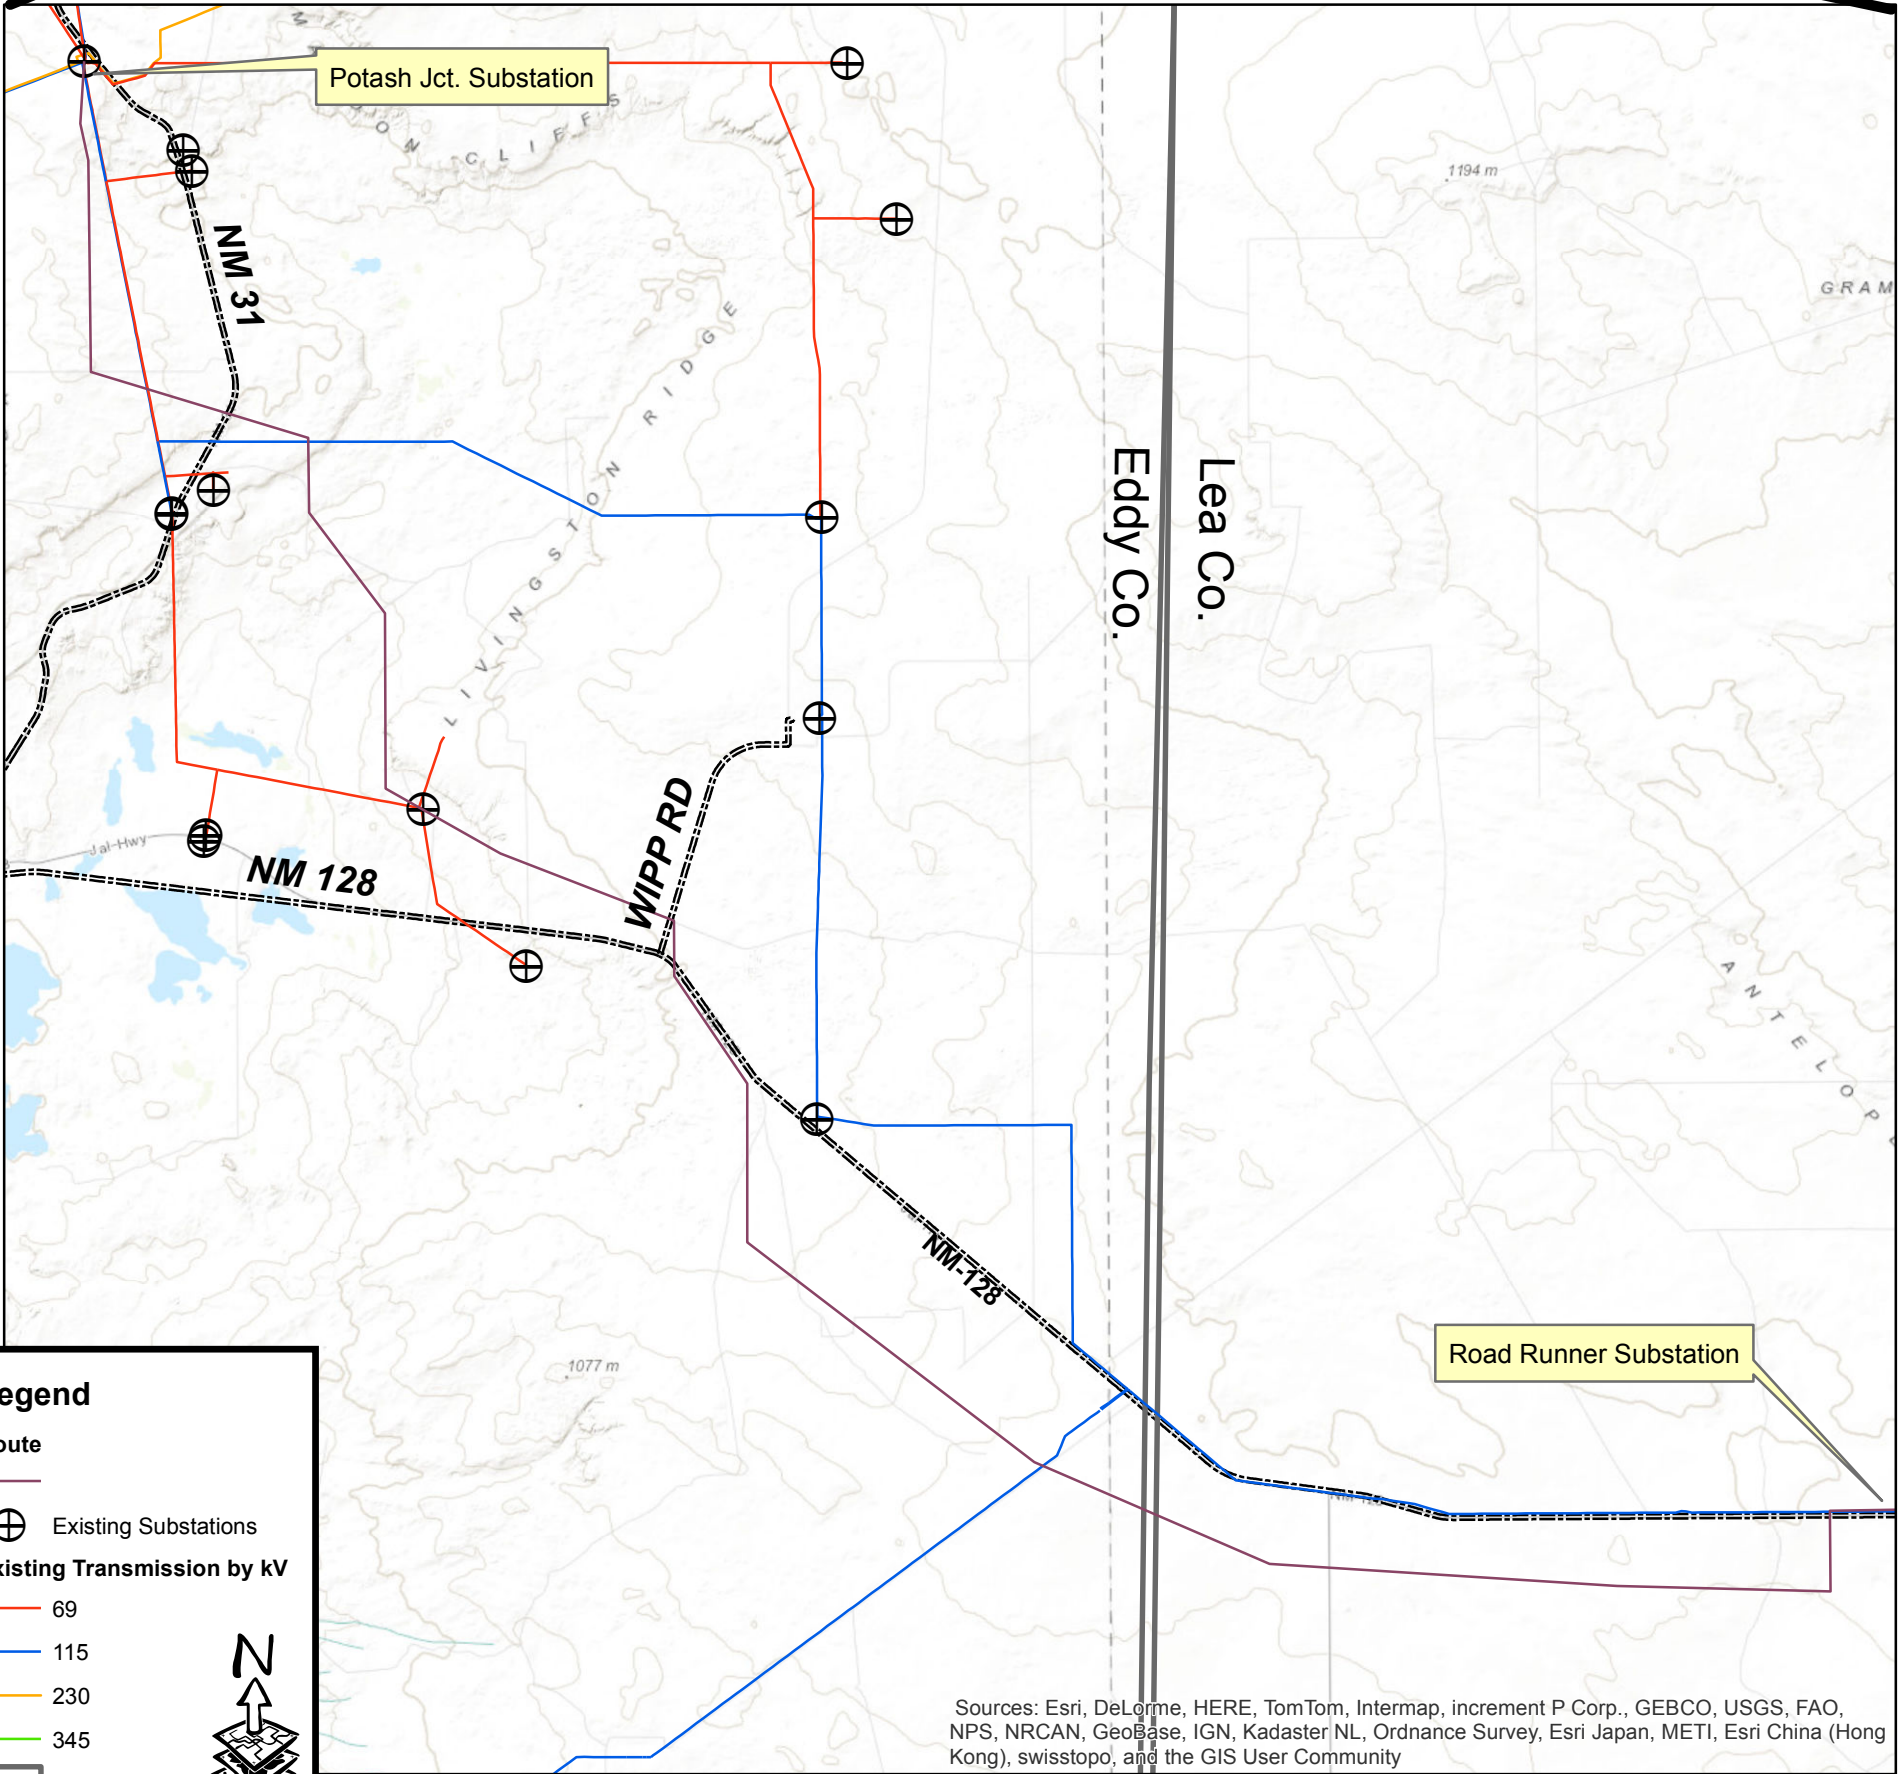 Potash Jct. Substation
CLIFFS
1194 m
GRAM
NM 31
LIVINGSTON RIDGE
Eddy Co.
Lea Co.
WIPP RD
Jal Hwy
NM 128
ANTELOPE
NM-128
1077 m
Road Runner Substation
egend
oute
Existing Substations
xisting Transmission by kV
69
115
230
345
N
Sources: Esri, DeLorme, HERE, TomTom, Intermap, increment P Corp., GEBCO, USGS, FAO,
NPS, NRCAN, GeoBase, IGN, Kadaster NL, Ordnance Survey, Esri Japan, METI, Esri China (Hong
Kong), swisstopo, and the GIS User Community